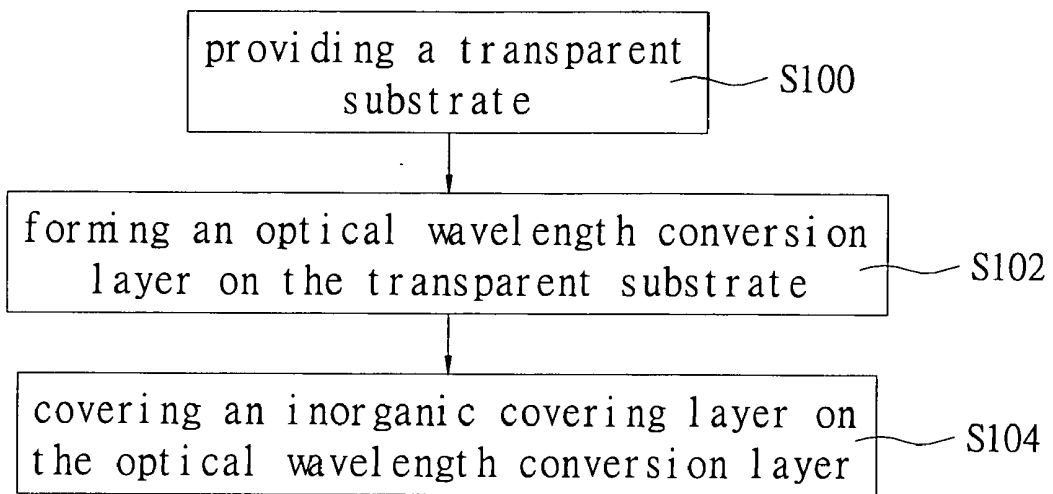 providing a transparent
substrate
S100
forming an optical wavelength conversion
layer on the transparent substrate
S102
covering an inorganic covering layer on
the optical wavelength conversion layer
S104